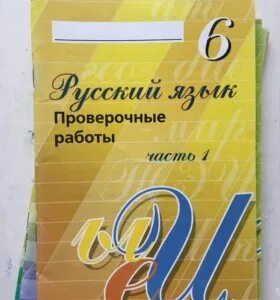 6
Русский язык
Проверочные
работы
часть 1
ы
е
И